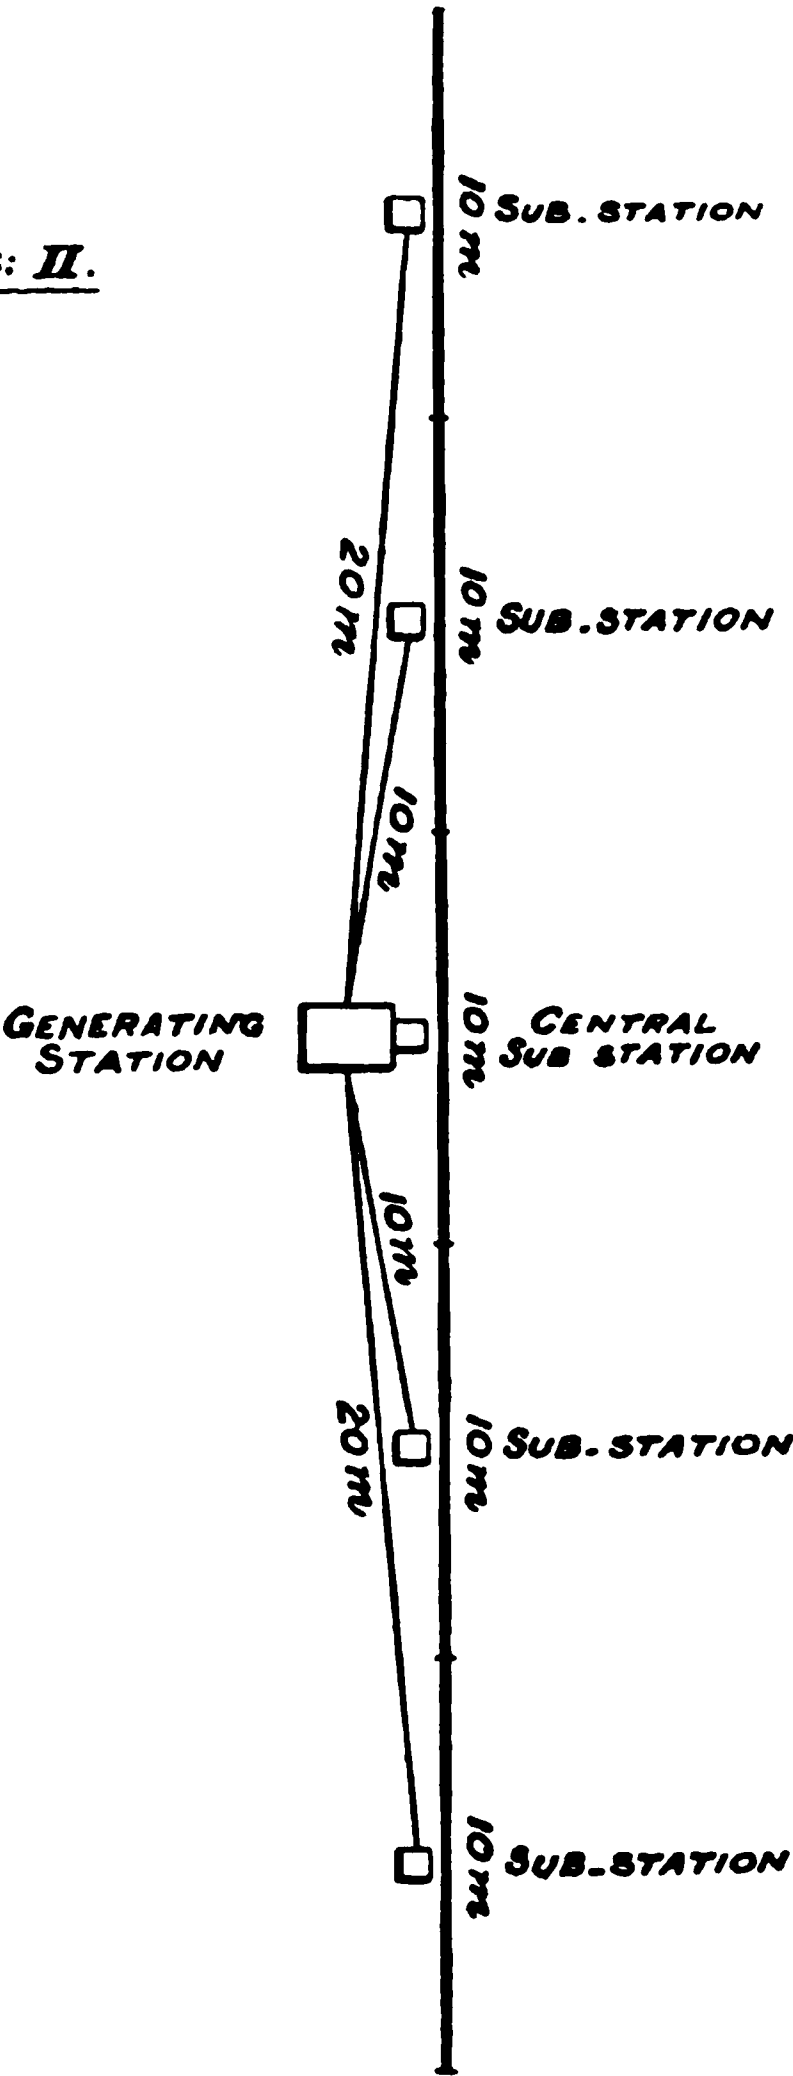 10 m SUB. STATION
: II.
20 m
10 m SUB. STATION
10 m
GENERATING
STATION
10 m
CENTRAL
SUB STATION
10 m
20 m
10 m SUB-STATION
10 m SUB-STATION